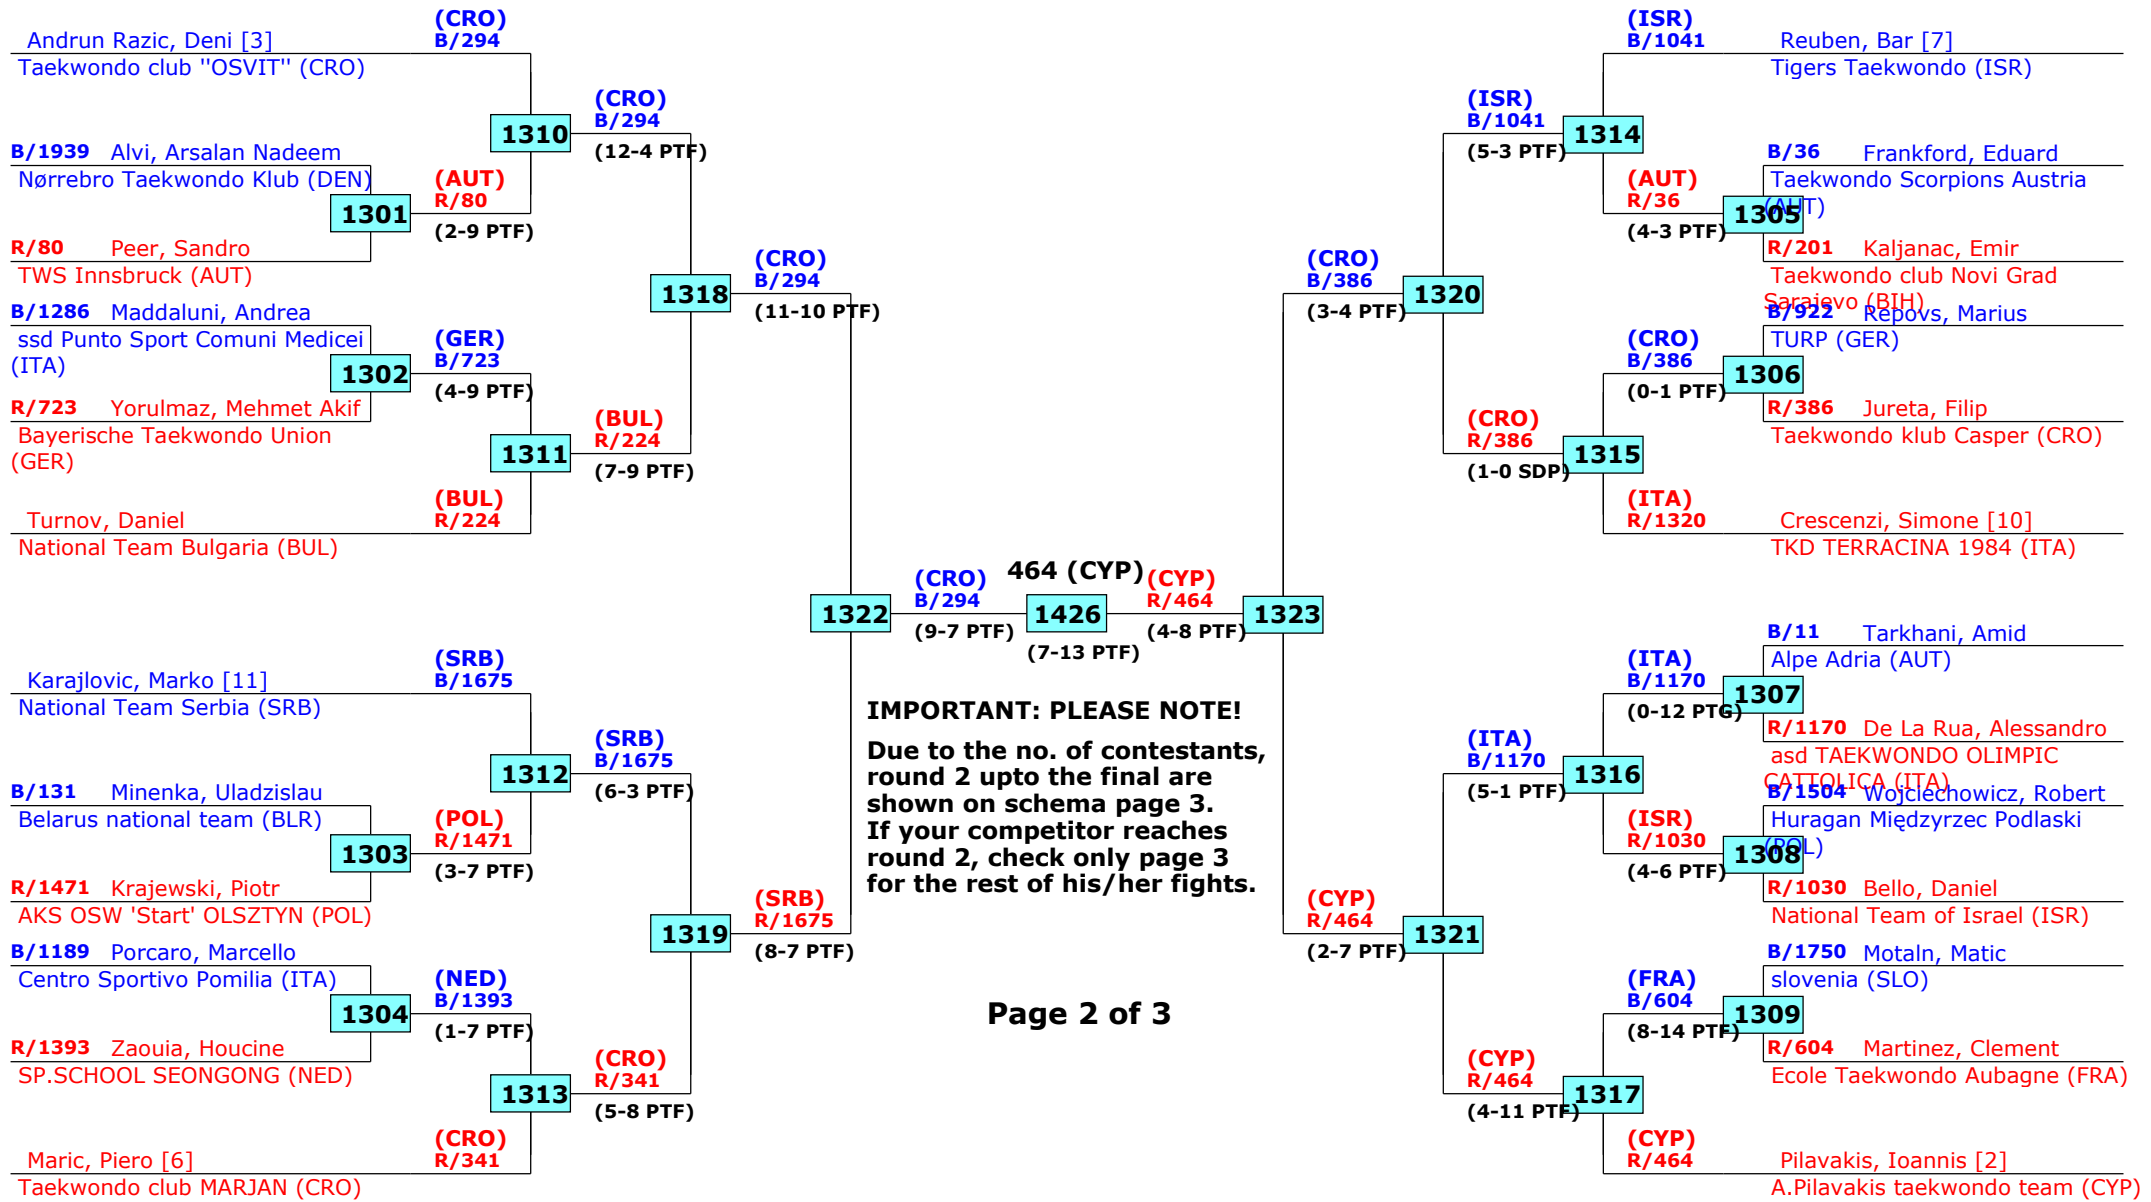 (CRO)
Andrun Razic, Deni [3]
B/294
Taekwondo club "OSVIT" (CRO)
(CRO)
B/294
1310
(12-4 PTF)
B/1939 Alvi, Arsalan Nadeem
Nørrebro Taekwondo Klub (DEN)
(AUT)
R/80
1301
(2-9 PTF)
R/80 Peer, Sandro
TWS Innsbruck (AUT)
(CRO)
B/294
1318
(11-10 PTF)
B/1286 Maddaluni, Andrea
ssd Punto Sport Comuni Medicei
(ITA)
(GER)
B/723
1302
(4-9 PTF)
R/723 Yorulmaz, Mehmet Akif
Bayerische Taekwondo Union
(GER)
(BUL)
R/224
1311
(7-9 PTF)
(BUL)
R/224
Turnov, Daniel
National Team Bulgaria (BUL)
1322
(CRO)
B/294
(9-7 PTF)
464 (CYP)
1426
(7-13 PTF)
(CYP)
R/464
(4-8 PTF)
1323
(SRB)
B/1675
Karajlovic, Marko [11]
National Team Serbia (SRB)
(SRB)
B/1675
1312
(6-3 PTF)
B/131 Minenka, Uladzislau
Belarus national team (BLR)
(POL)
R/1471
1303
(3-7 PTF)
R/1471 Krajewski, Piotr
AKS OSW 'Start' OLSZTYN (POL)
(SRB)
R/1675
1319
(8-7 PTF)
B/1189 Porcaro, Marcello
Centro Sportivo Pomilia (ITA)
(NED)
B/1393
1304
(1-7 PTF)
R/1393 Zaouia, Houcine
SP.SCHOOL SEONGONG (NED)
(CRO)
R/341
1313
(5-8 PTF)
(CRO)
R/341
Maric, Piero [6]
Taekwondo club MARJAN (CRO)
IMPORTANT: PLEASE NOTE!
Due to the no. of contestants,
round 2 upto the final are
shown on schema page 3.
If your competitor reaches
round 2, check only page 3
for the rest of his/her fights.
Page 2 of 3
(ISR)
B/1041
Reuben, Bar [7]
Tigers Taekwondo (ISR)
(ISR)
B/1041
1314
(5-3 PTF)
B/36 Frankford, Eduard
Taekwondo Scorpions Austria
(AUT)
(AUT)
R/36
1305
(4-3 PTF)
R/201 Kaljanac, Emir
Taekwondo club Novi Grad
Sarajevo (BIH)
(CRO)
B/386
1320
(3-4 PTF)
B/922 Repovs, Marius
TURP (GER)
(CRO)
B/386
1306
(0-1 PTF)
R/386 Jureta, Filip
Taekwondo klub Casper (CRO)
(CRO)
R/386
1315
(1-0 SDP)
(ITA)
R/1320
Crescenzi, Simone [10]
TKD TERRACINA 1984 (ITA)
B/11 Tarkhani, Amid
Alpe Adria (AUT)
(ITA)
B/1170
1307
(0-12 PTG)
R/1170 De La Rua, Alessandro
asd TAEKWONDO OLIMPIC
CATTOLICA (ITA)
(ITA)
B/1170
1316
(5-1 PTF)
B/1504 Wojciechowicz, Robert
Huragan Międzyrzec Podlaski
(POL)
(ISR)
R/1030
1308
(4-6 PTF)
R/1030 Bello, Daniel
National Team of Israel (ISR)
(CYP)
R/464
1321
(2-7 PTF)
B/1750 Motaln, Matic
slovenia (SLO)
(FRA)
B/604
1309
(8-14 PTF)
R/604 Martinez, Clement
Ecole Taekwondo Aubagne (FRA)
(CYP)
R/464
1317
(4-11 PTF)
(CYP)
R/464
Pilavakis, Ioannis [2]
A.Pilavakis taekwondo team (CYP)